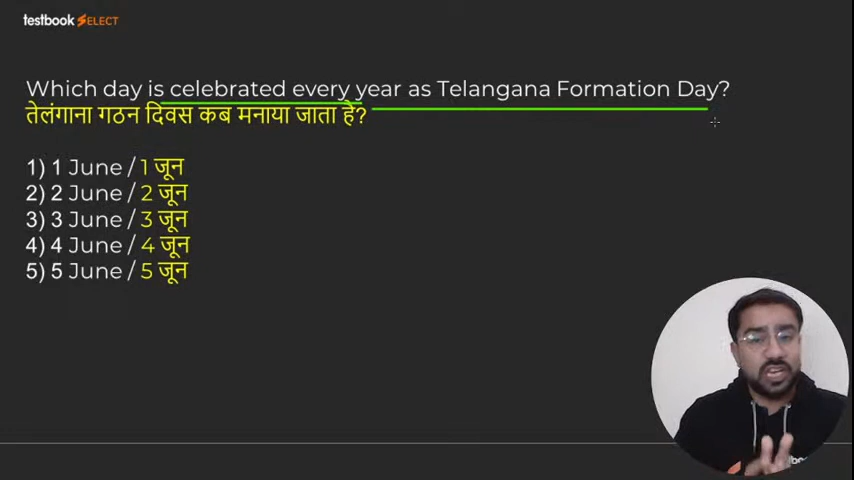 testbook SELECT
Which day is celebrated every year as Telangana Formation Day?
तेलंगाना गठन दिवस कब मनाया जाता है?
1) 1 June / 1 जून
2) 2 June / 2 जून
3) 3 June / 3 जून
4) 4 June / 4 जून
5) 5 June / 5 जून